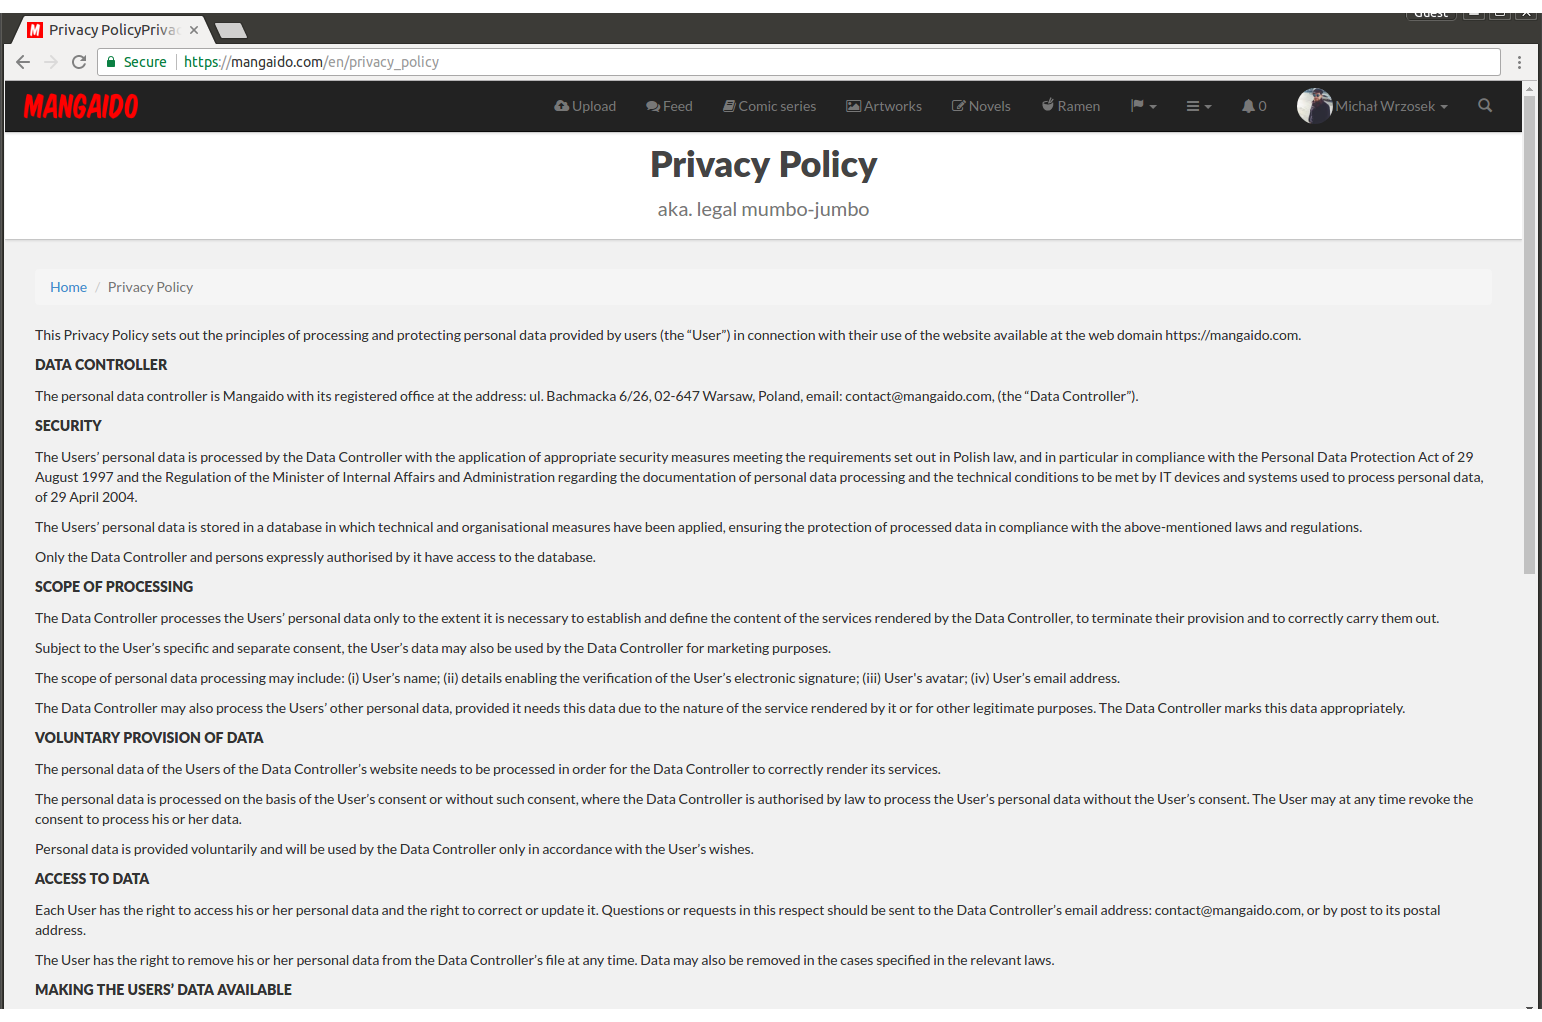 Guest
Privacy PolicyPrivac
Secure | https://mangaido.com/en/privacy_policy
MANGAIDO Upload Feed Comic series Artworks Novels Ramen 0 Michał Wrzosek
Privacy Policy
aka. legal mumbo-jumbo
Home / Privacy Policy
This Privacy Policy sets out the principles of processing and protecting personal data provided by users (the “User”) in connection with their use of the website available at the web domain https://mangaido.com.
DATA CONTROLLER
The personal data controller is Mangaido with its registered office at the address: ul. Bachmacka 6/26, 02-647 Warsaw, Poland, email: contact@mangaido.com, (the “Data Controller”).
SECURITY
The Users’ personal data is processed by the Data Controller with the application of appropriate security measures meeting the requirements set out in Polish law, and in particular in compliance with the Personal Data Protection Act of 29
August 1997 and the Regulation of the Minister of Internal Affairs and Administration regarding the documentation of personal data processing and the technical conditions to be met by IT devices and systems used to process personal data,
of 29 April 2004.
The Users’ personal data is stored in a database in which technical and organisational measures have been applied, ensuring the protection of processed data in compliance with the above-mentioned laws and regulations.
Only the Data Controller and persons expressly authorised by it have access to the database.
SCOPE OF PROCESSING
The Data Controller processes the Users’ personal data only to the extent it is necessary to establish and define the content of the services rendered by the Data Controller, to terminate their provision and to correctly carry them out.
Subject to the User’s specific and separate consent, the User’s data may also be used by the Data Controller for marketing purposes.
The scope of personal data processing may include: (i) User’s name; (ii) details enabling the verification of the User’s electronic signature; (iii) User's avatar; (iv) User’s email address.
The Data Controller may also process the Users’ other personal data, provided it needs this data due to the nature of the service rendered by it or for other legitimate purposes. The Data Controller marks this data appropriately.
VOLUNTARY PROVISION OF DATA
The personal data of the Users of the Data Controller’s website needs to be processed in order for the Data Controller to correctly render its services.
The personal data is processed on the basis of the User’s consent or without such consent, where the Data Controller is authorised by law to process the User’s personal data without the User’s consent. The User may at any time revoke the
consent to process his or her data.
Personal data is provided voluntarily and will be used by the Data Controller only in accordance with the User’s wishes.
ACCESS TO DATA
Each User has the right to access his or her personal data and the right to correct or update it. Questions or requests in this respect should be sent to the Data Controller’s email address: contact@mangaido.com, or by post to its postal
address.
The User has the right to remove his or her personal data from the Data Controller’s file at any time. Data may also be removed in the cases specified in the relevant laws.
MAKING THE USERS’ DATA AVAILABLE